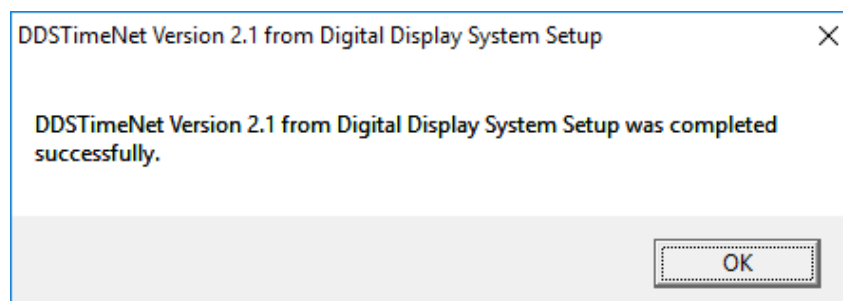 DDSTimeNet Version 2.1 from Digital Display System Setup
DDSTimeNet Version 2.1 from Digital Display System Setup was completed
successfully.
OK